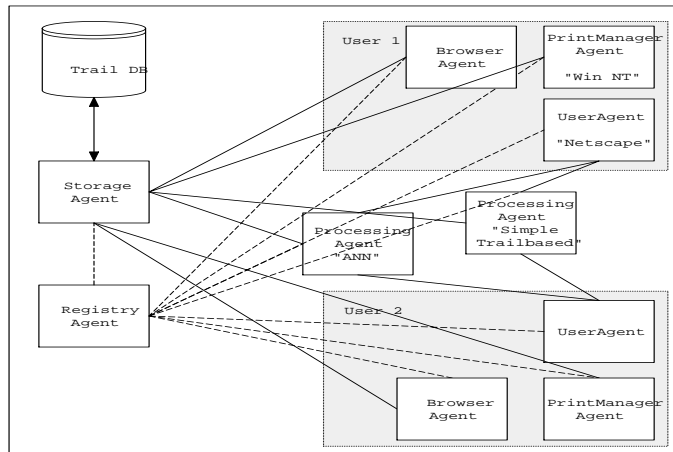 Trail DB
User 1
Browser
Agent
PrintManager
Agent
"Win NT"
UserAgent
"Netscape"
Storage
Agent
Processing
Agent
"Simple
Trailbased"
Processing
Agent
"ANN"
Registry
Agent
User 2
UserAgent
Browser
Agent
PrintManager
Agent